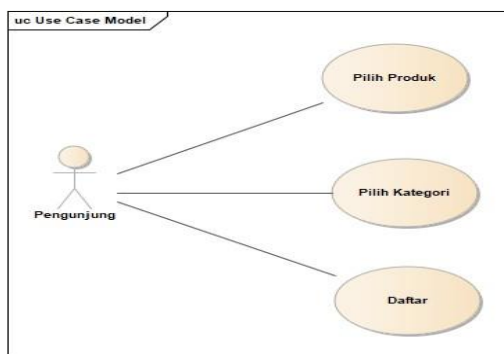 uc Use Case Model
Pilih Produk
Pilih Kategori
Pengunjung
Daftar